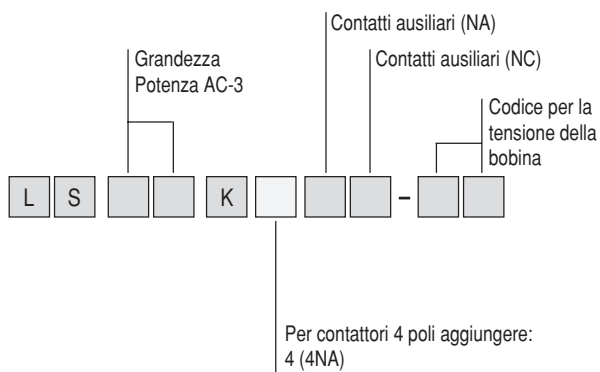 Contatti ausiliari (NA)
Grandezza
Potenza AC-3
Contatti ausiliari (NC)
Codice per la
tensione della
bobina
L S K –
Per contattori 4 poli aggiungere:
4 (4NA)